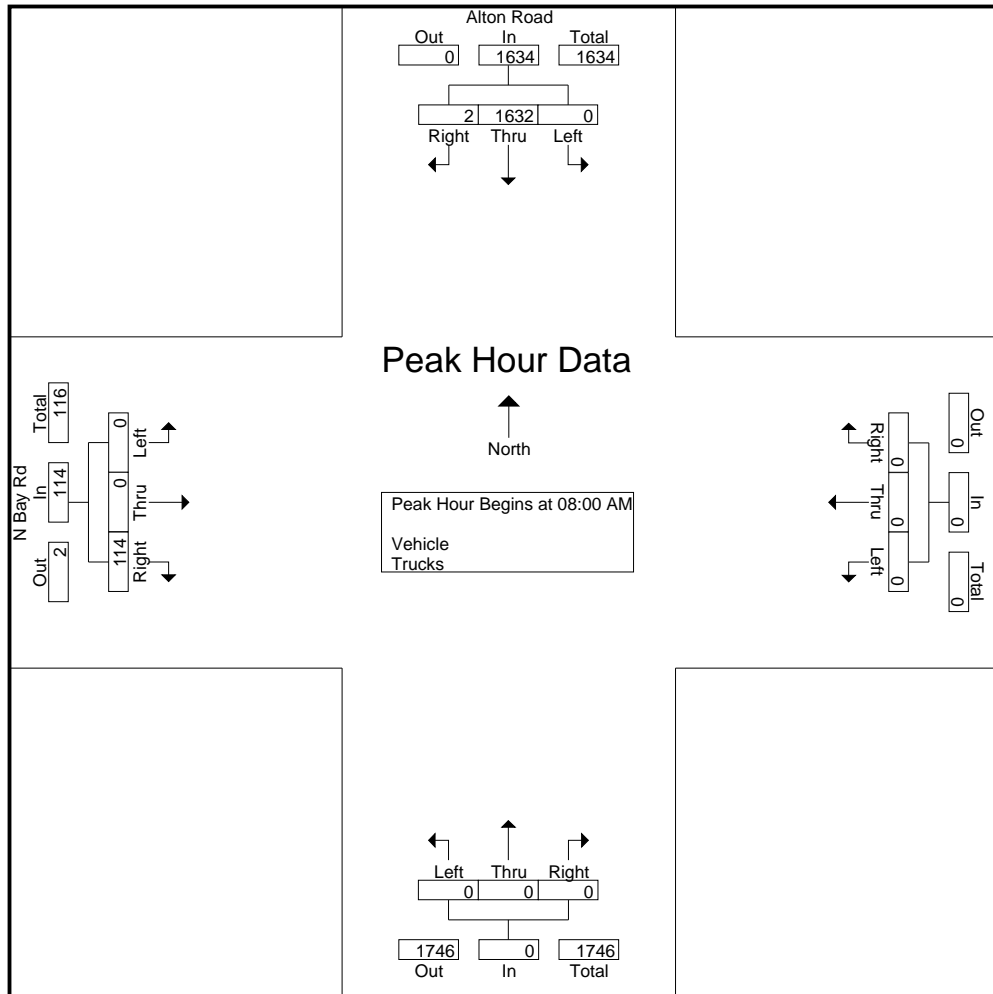 Alton Road
Out In Total
0 1634 1634
2 1632 0
Right Thru Left
Peak Hour Data
North
Peak Hour Begins at 08:00 AM
Vehicle
Trucks
N Bay Rd
Out In Total
2 114 116
114 0 0
Right Thru Left
Out In Total
0 0 0
0 0 0
Right Thru Left
Left Thru Right
0 0 0
1746 0 1746
Out In Total